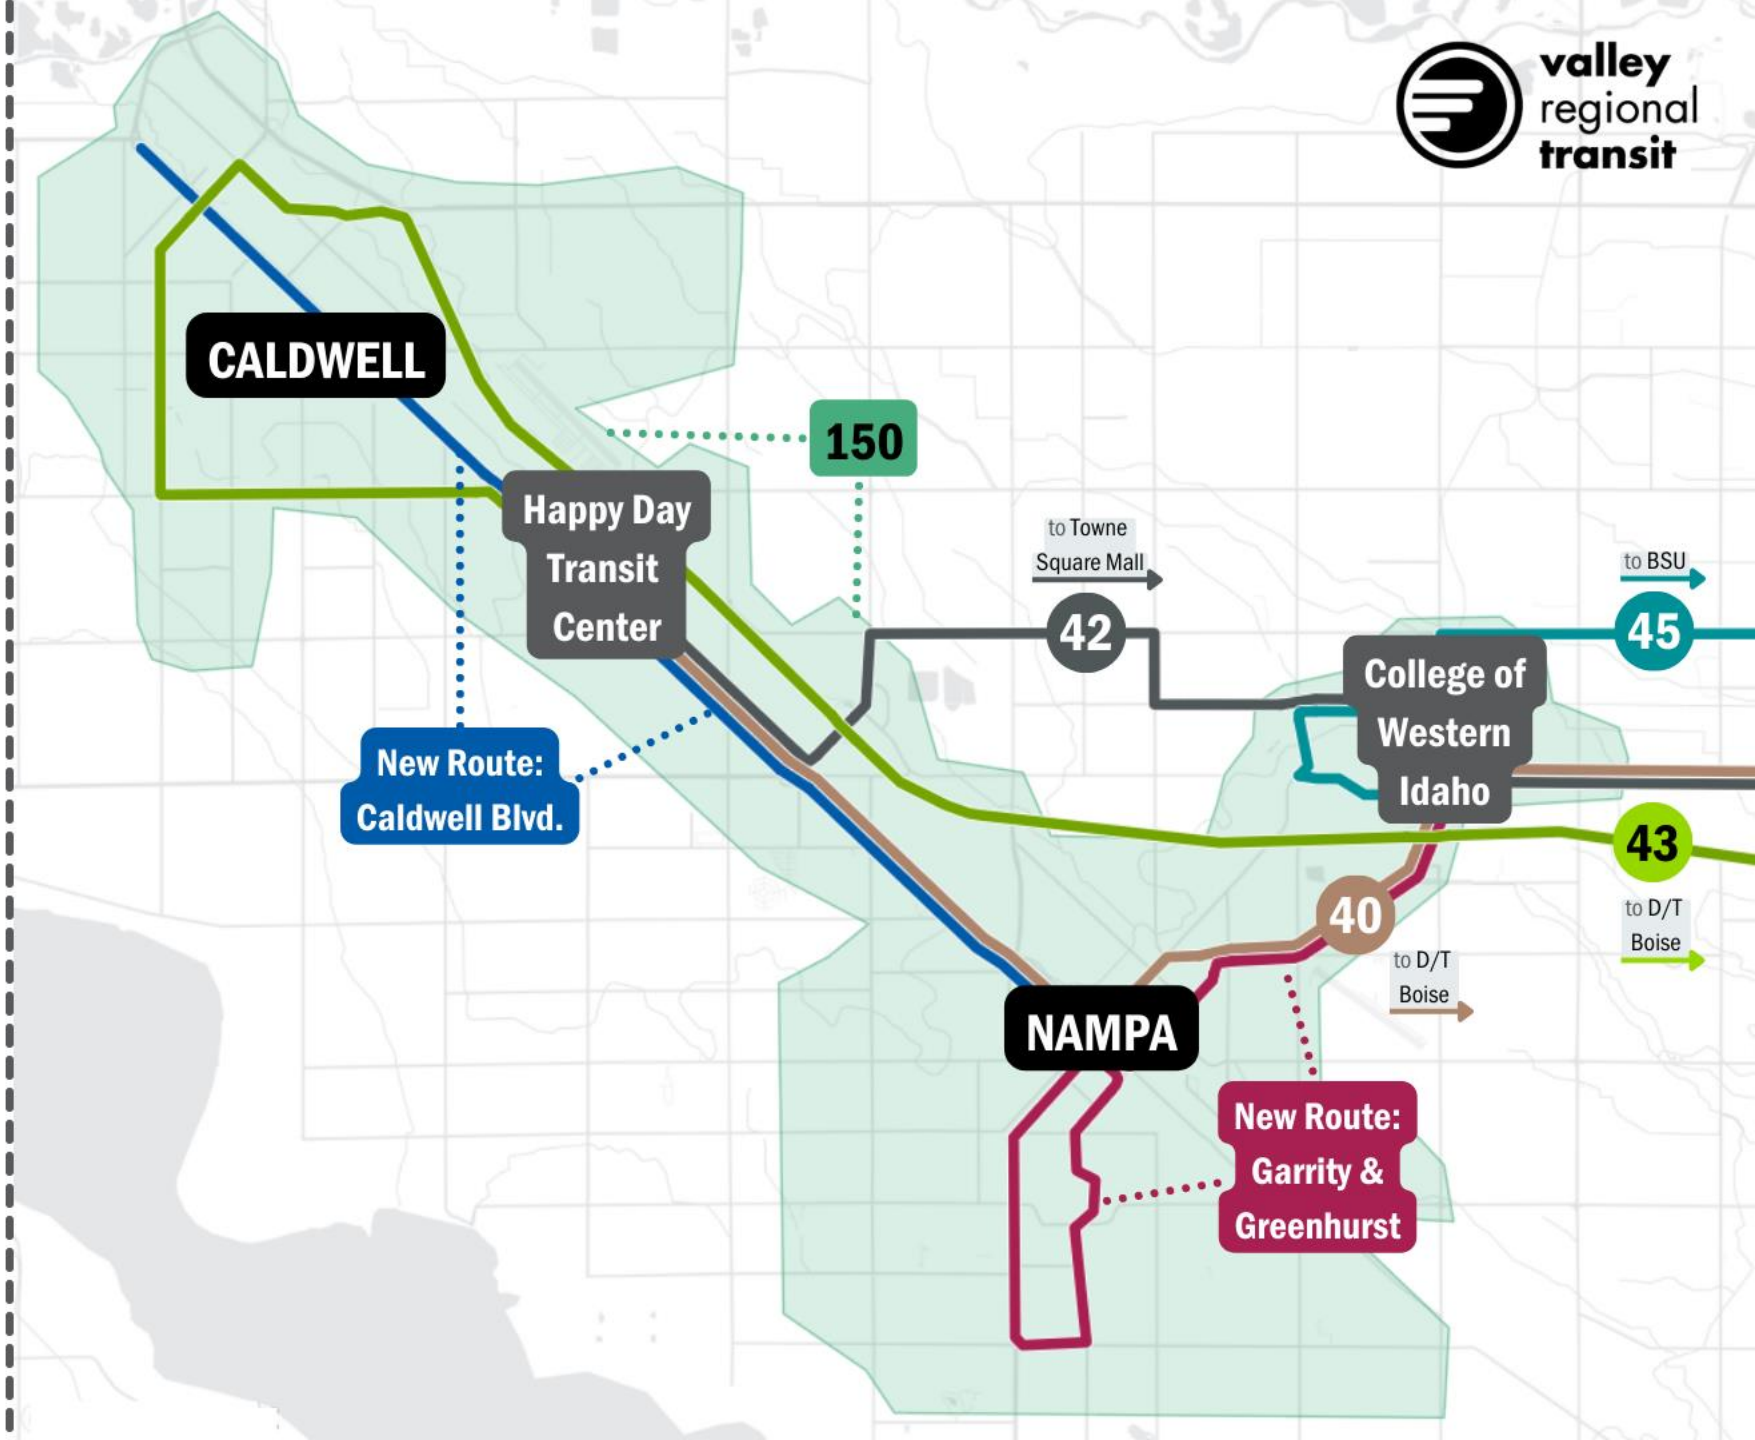 valley
regional
transit
CALDWELL
150
Happy Day
Transit
Center
to Towne
Square Mall
42
to BSU
45
College of
Western
Idaho
New Route:
Caldwell Blvd.
43
to D/T
Boise
40
to D/T
Boise
NAMPA
New Route:
Garrity &
Greenhurst